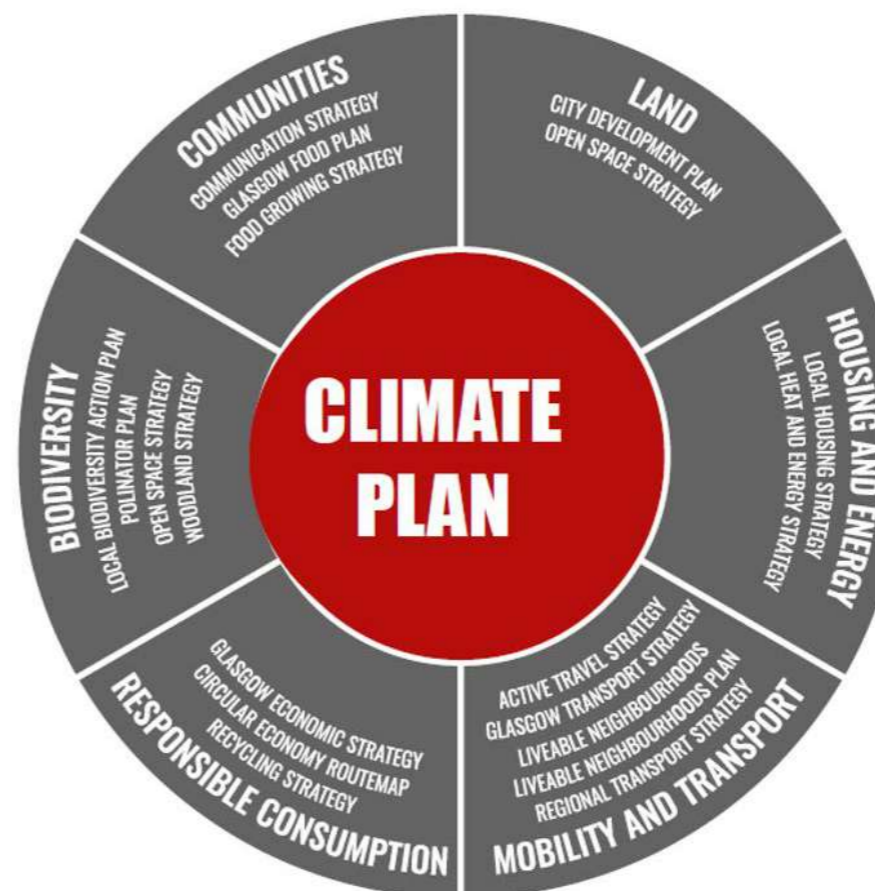 COMMUNITIES
COMMUNICATION STRATEGY
GLASGOW FOOD PLAN
FOOD GROWING STRATEGY
LAND
CITY DEVELOPMENT PLAN
OPEN SPACE STRATEGY
HOUSING AND ENERGY
LOCAL HOUSING STRATEGY
LOCAL HEAT AND ENERGY STRATEGY
ACTIVE TRAVEL STRATEGY
GLASGOW TRANSPORT STRATEGY
LIVEABLE NEIGHBOURHOODS
LIVEABLE NEIGHBOURHOODS PLAN
REGIONAL TRANSPORT STRATEGY
MOBILITY AND TRANSPORT
GLASGOW ECONOMIC STRATEGY
CIRCULAR ECONOMY ROUTEMAP
RECYCLING STRATEGY
RESPONSIBLE CONSUMPTION
BIODIVERSITY
LOCAL BIODIVERSITY ACTION PLAN
POLINATOR PLAN
OPEN SPACE STRATEGY
WOODLAND STRATEGY
CLIMATE
PLAN